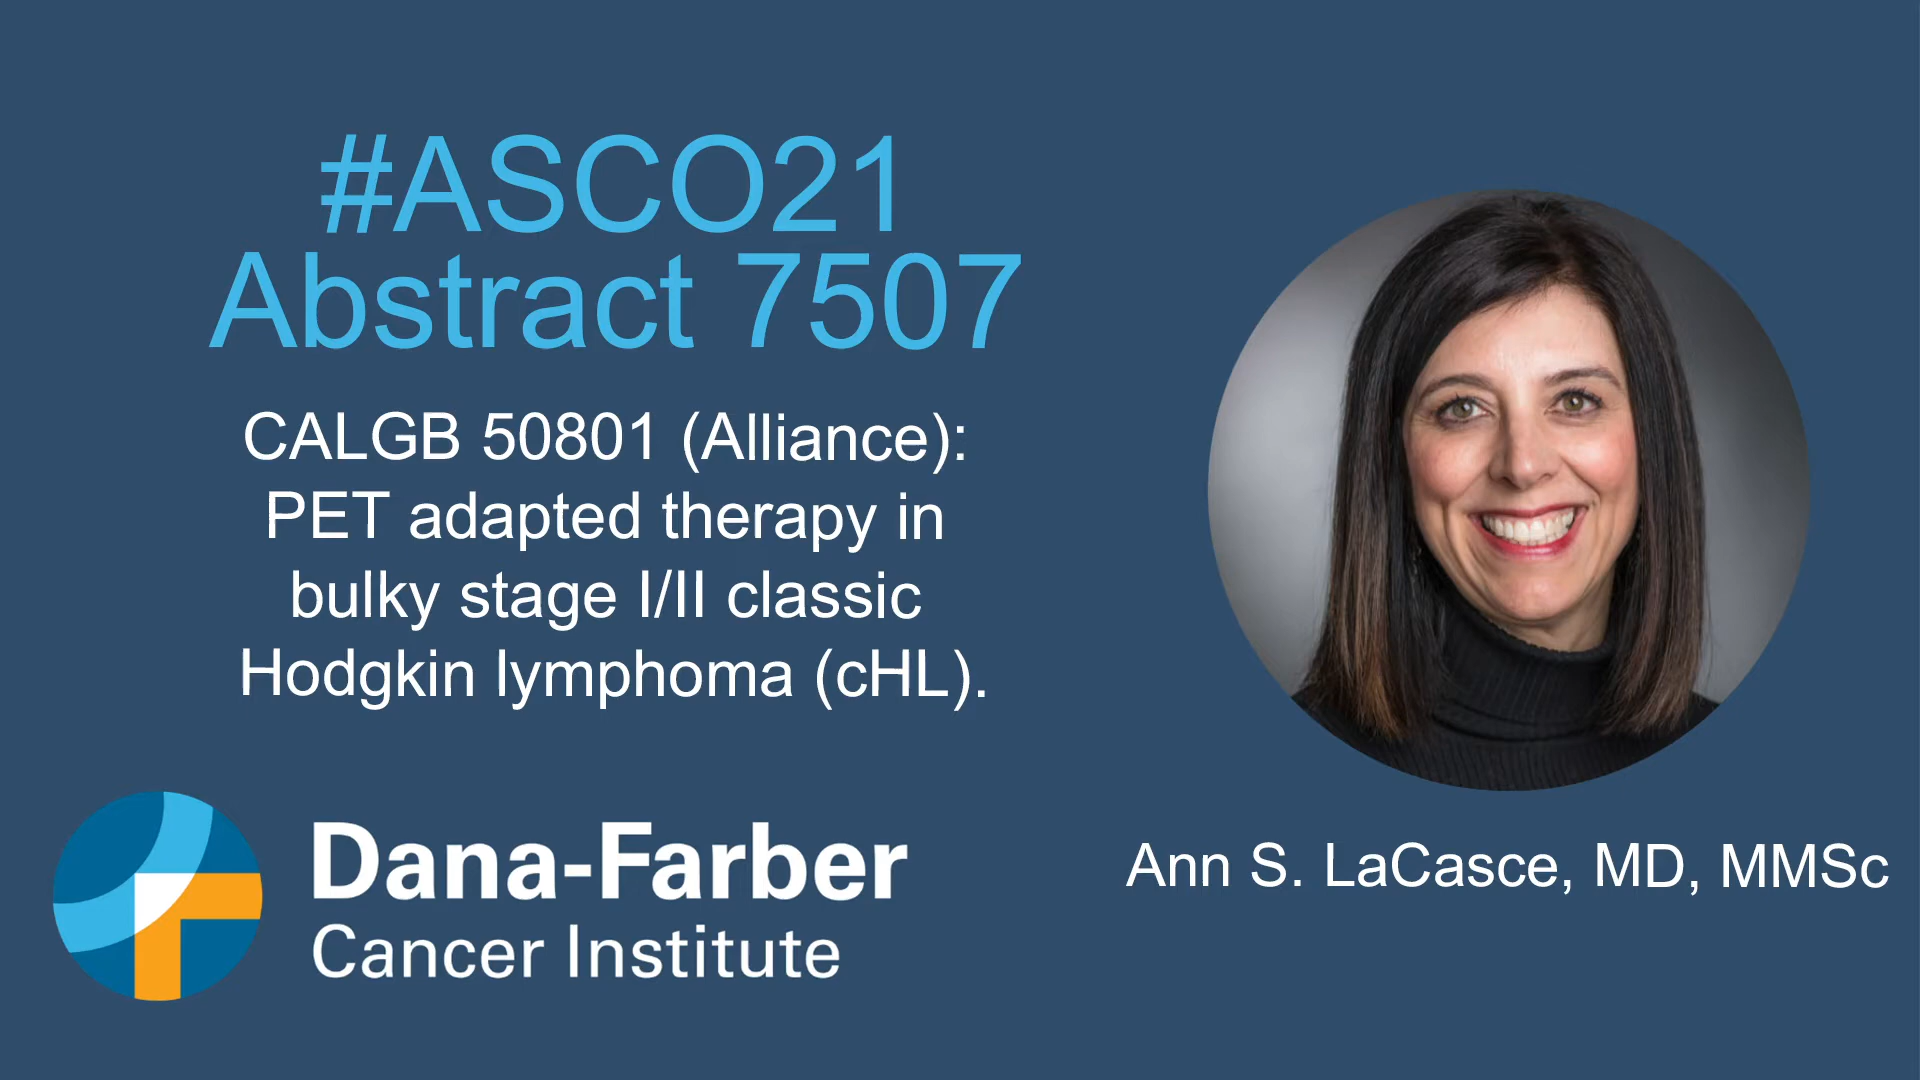 #ASCO21
Abstract 7507
CALGB 50801 (Alliance):
PET adapted therapy in
bulky stage I/II classic
Hodgkin lymphoma (cHL).
Dana-Farber
Cancer Institute
Ann S. LaCasce, MD, MMSc